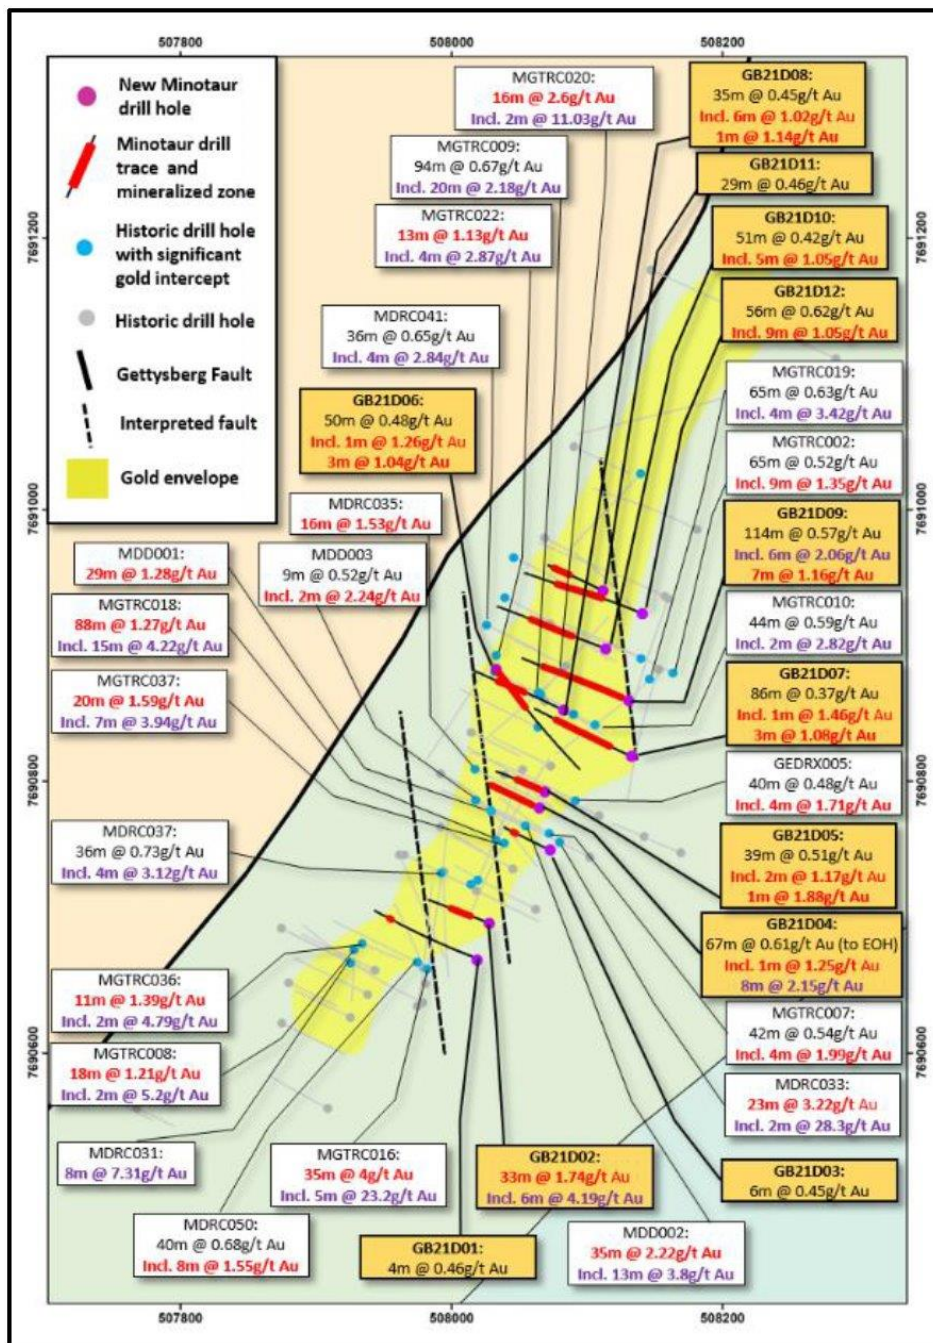 507800
508000
508200
New Minotaur
drill hole
Minotaur drill
trace and
mineralized zone
Historic drill hole
with significant
gold intercept
Historic drill hole
Gettysberg Fault
Interpreted fault
Gold envelope
MGTRC020:
16m @ 2.6g/t Au
Incl. 2m @ 11.03g/t Au
MGTRC009:
94m @ 0.67g/t Au
Incl. 20m @ 2.18g/t Au
MGTRC022:
13m @ 1.13g/t Au
Incl. 4m @ 2.87g/t Au
MDRC041:
36m @ 0.65g/t Au
Incl. 4m @ 2.84g/t Au
GB21D06:
50m @ 0.48g/t Au
Incl. 1m @ 1.26g/t Au
3m @ 1.04g/t Au
MDRC035:
16m @ 1.53g/t Au
MDD003
9m @ 0.52g/t Au
Incl. 2m @ 2.24g/t Au
MDD001:
29m @ 1.28g/t Au
MGTRC018:
88m @ 1.27g/t Au
Incl. 15m @ 4.22g/t Au
MGTRC037:
20m @ 1.59g/t Au
Incl. 7m @ 3.94g/t Au
MDRC037:
36m @ 0.73g/t Au
Incl. 4m @ 3.12g/t Au
MGTRC036:
11m @ 1.39g/t Au
Incl. 2m @ 4.79g/t Au
MGTRC008:
18m @ 1.21g/t Au
Incl. 2m @ 5.2g/t Au
MDRC031:
8m @ 7.31g/t Au
MDRC050:
40m @ 0.68g/t Au
Incl. 8m @ 1.55g/t Au
MGTRC016:
35m @ 4g/t Au
Incl. 5m @ 23.2g/t Au
GB21D01:
4m @ 0.46g/t Au
GB21D02:
33m @ 1.74g/t Au
Incl. 6m @ 4.19g/t Au
MDD002:
35m @ 2.22g/t Au
Incl. 13m @ 3.8g/t Au
GB21D08:
35m @ 0.45g/t Au
Incl. 6m @ 1.02g/t Au
1m @ 1.14g/t Au
GB21D11:
29m @ 0.46g/t Au
GB21D10:
51m @ 0.42g/t Au
Incl. 5m @ 1.05g/t Au
GB21D12:
56m @ 0.62g/t Au
Incl. 9m @ 1.05g/t Au
MGTRC019:
65m @ 0.63g/t Au
Incl. 4m @ 3.42g/t Au
MGTRC002:
65m @ 0.52g/t Au
Incl. 9m @ 1.35g/t Au
GB21D09:
114m @ 0.57g/t Au
Incl. 6m @ 2.06g/t Au
7m @ 1.16g/t Au
MGTRC010:
44m @ 0.59g/t Au
Incl. 2m @ 2.82g/t Au
GB21D07:
86m @ 0.37g/t Au
Incl. 1m @ 1.46g/t Au
3m @ 1.08g/t Au
GEDRX005:
40m @ 0.48g/t Au
Incl. 4m @ 1.71g/t Au
GB21D05:
39m @ 0.51g/t Au
Incl. 2m @ 1.17g/t Au
1m @ 1.88g/t Au
GB21D04:
67m @ 0.61g/t Au (to EOH)
Incl. 1m @ 1.25g/t Au
8m @ 2.15g/t Au
MGTRC007:
42m @ 0.54g/t Au
Incl. 4m @ 1.99g/t Au
MDRC033:
23m @ 3.22g/t Au
Incl. 2m @ 28.3g/t Au
GB21D03:
6m @ 0.45g/t Au
7691200
7691000
7690800
7690600
7691200
7691000
7690800
7690600
507800
508000
508200